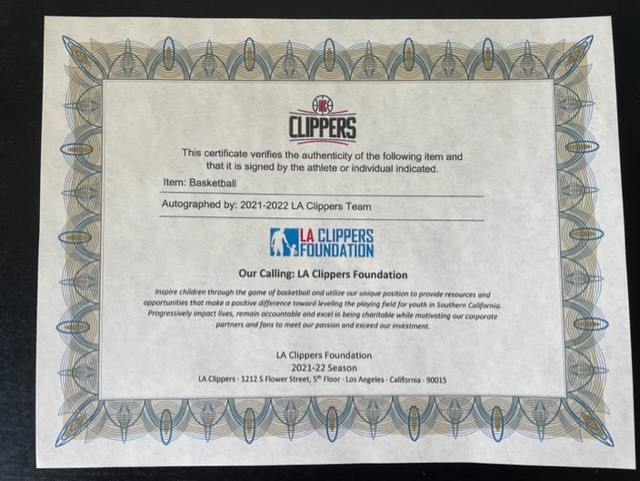 CLIPPERS
This certificate verifies the authenticity of the following item and
that it is signed by the athlete or individual indicated.
Item: Basketball
Autographed by: 2021-2022 LA Clippers Team
LA CLIPPERS
FOUNDATION
Our Calling: LA Clippers Foundation
Inspire children through the game of basketball and utilize our unique position to provide resources and
opportunities that make a positive difference toward leveling the playing field for youth in Southern California.
Progressively impact lives, remain accountable and excel in being charitable while motivating our corporate
partners and fans to meet our passion and exceed our investment.
LA Clippers Foundation
2021-22 Season
LA Clippers · 1212 S Flower Street, 5th Floor · Los Angeles · California · 90015